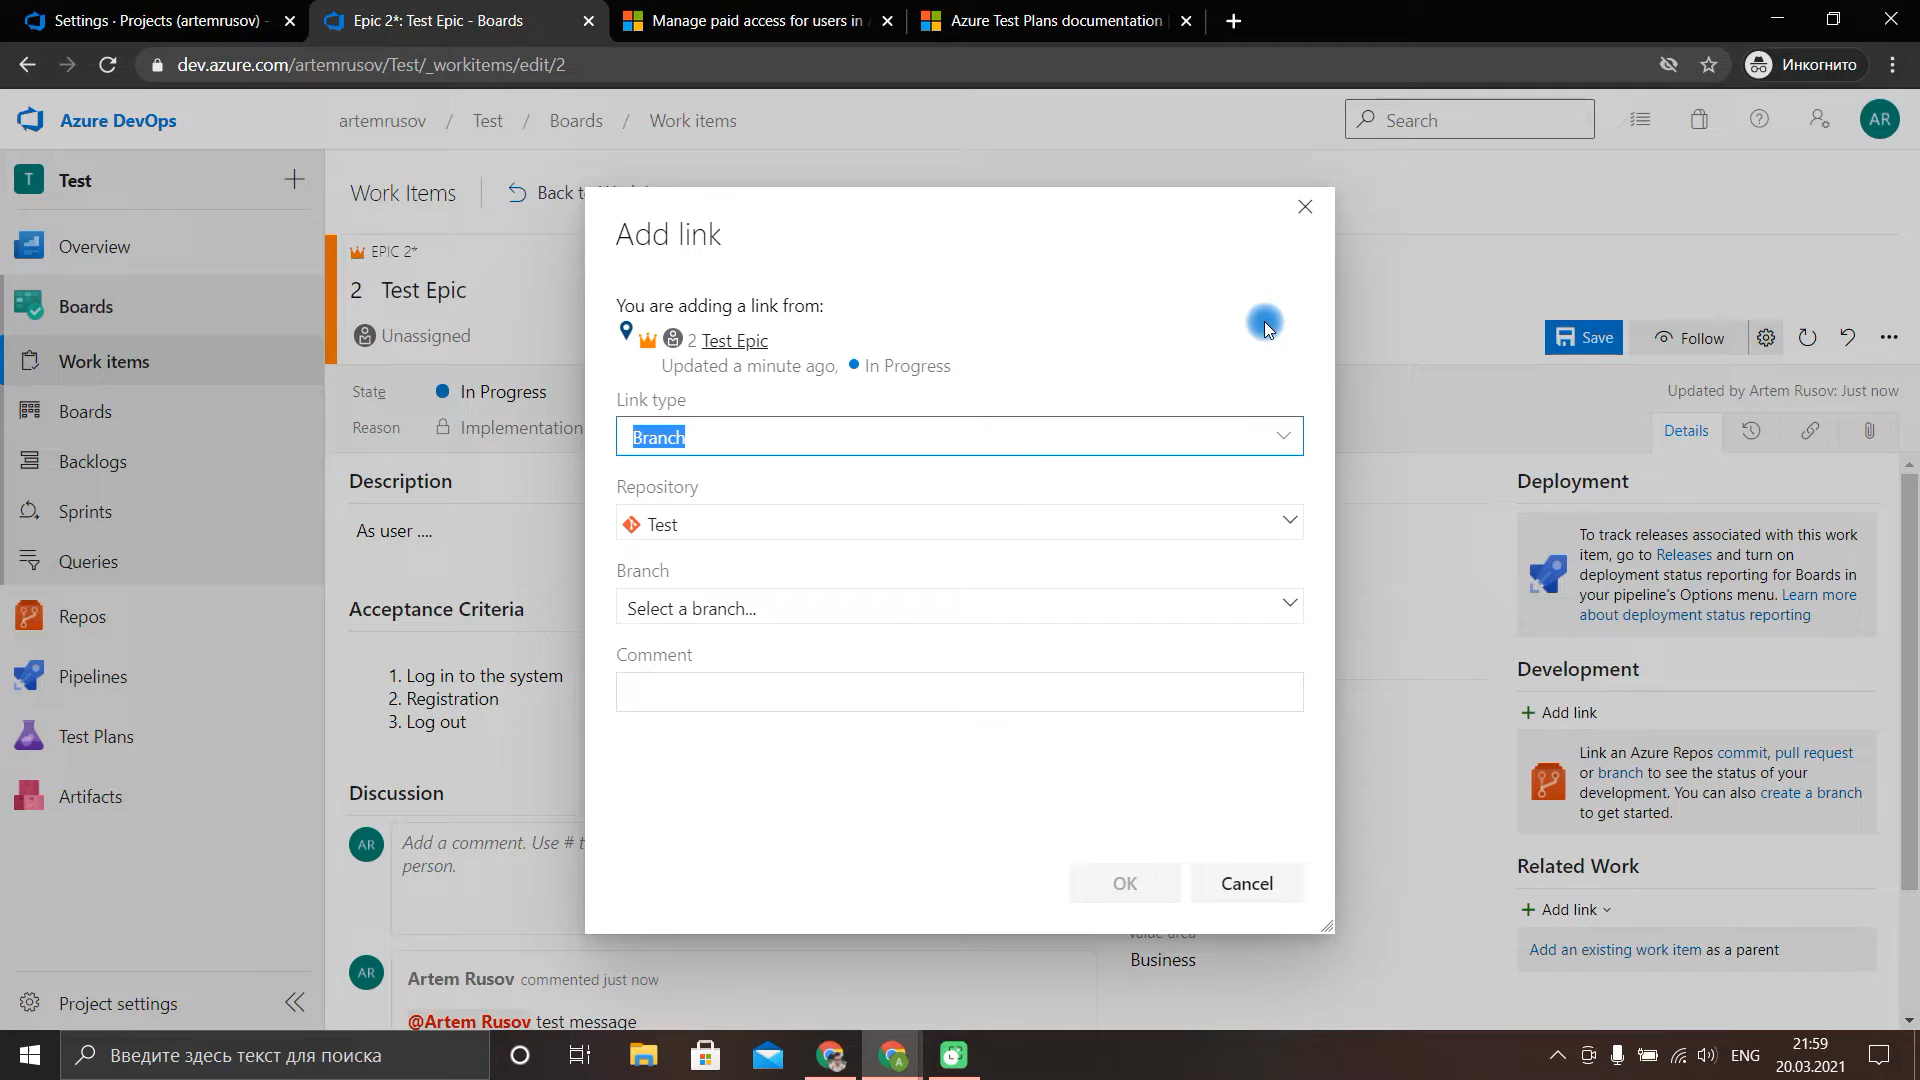 Settings · Projects (artemrusov) -
Epic 2*: Test Epic - Boards
Manage paid access for users in
Azure Test Plans documentation
dev.azure.com/artemrusov/Test/_workitems/edit/2
Инкогнито
Azure DevOps
artemrusov / Test / Boards / Work items
Search
AR
T
Test
Overview
Boards
Work items
Boards
Backlogs
Sprints
Queries
Repos
Pipelines
Test Plans
Artifacts
Project settings
Work Items
Back
EPIC 2*
2 Test Epic
Unassigned
State
In Progress
Reason
Implementation
Save
Follow
Updated by Artem Rusov: Just now
Details
Description
As user ....
Acceptance Criteria
1. Log in to the system
2. Registration
3. Log out
Discussion
AR
Add a comment. Use #
person.
AR
Artem Rusov commented just now
@Artem Rusov test message
Add link
You are adding a link from:
2 Test Epic
Updated a minute ago, In Progress
Link type
Branch
Repository
Test
Branch
Select a branch...
Comment
OK
Cancel
Value area
Business
Deployment
To track releases associated with this work
item, go to Releases and turn on
deployment status reporting for Boards in
your pipeline's Options menu. Learn more
about deployment status reporting
Development
+ Add link
Link an Azure Repos commit, pull request
or branch to see the status of your
development. You can also create a branch
to get started.
Related Work
+ Add link
Add an existing work item as a parent
Введите здесь текст для поиска
ENG
21:59
20.03.2021